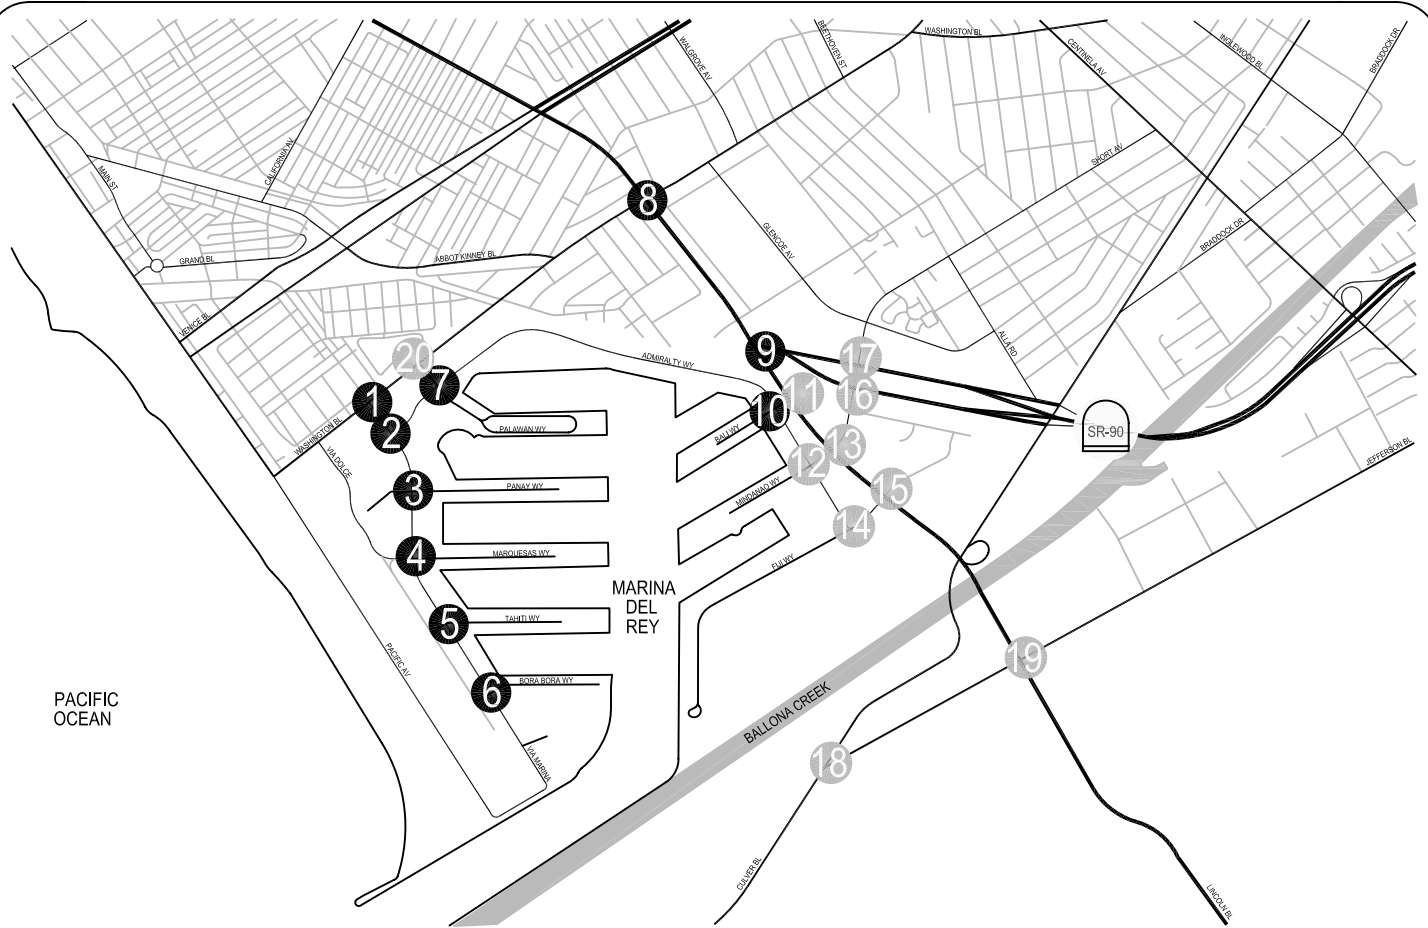 WASHINGTON BL
BEETHOVEN ST
WALGROVE AV
CENTINELA AV
INGLEWOOD BL
BRADDOCK DR
CALIFORNIA AV
SHORT AV
MAIN ST
8
GLENCOE AV
BRADDOCK DR
GRAND BL
ABBOT KINNEY BL
VENICE BL
ALLA RD
20
ADMIRALTY WY
9
17
7
1
11
16
10
2
PALAWAN WY
BALI WY
SR-90
WASHINGTON BL
13
JEFFERSON BL
VIA DOLCE
12
3
PANAY WY
MINDANAO WY
15
14
4
MARQUESAS WY
FIJI WY
MARINA
DEL
REY
5
TAHITI WY
PACIFIC AV
19
6
BORA BORA WY
PACIFIC
OCEAN
BALLONA CREEK
VIA MARINA
18
CULVER BL
LINCOLN BL